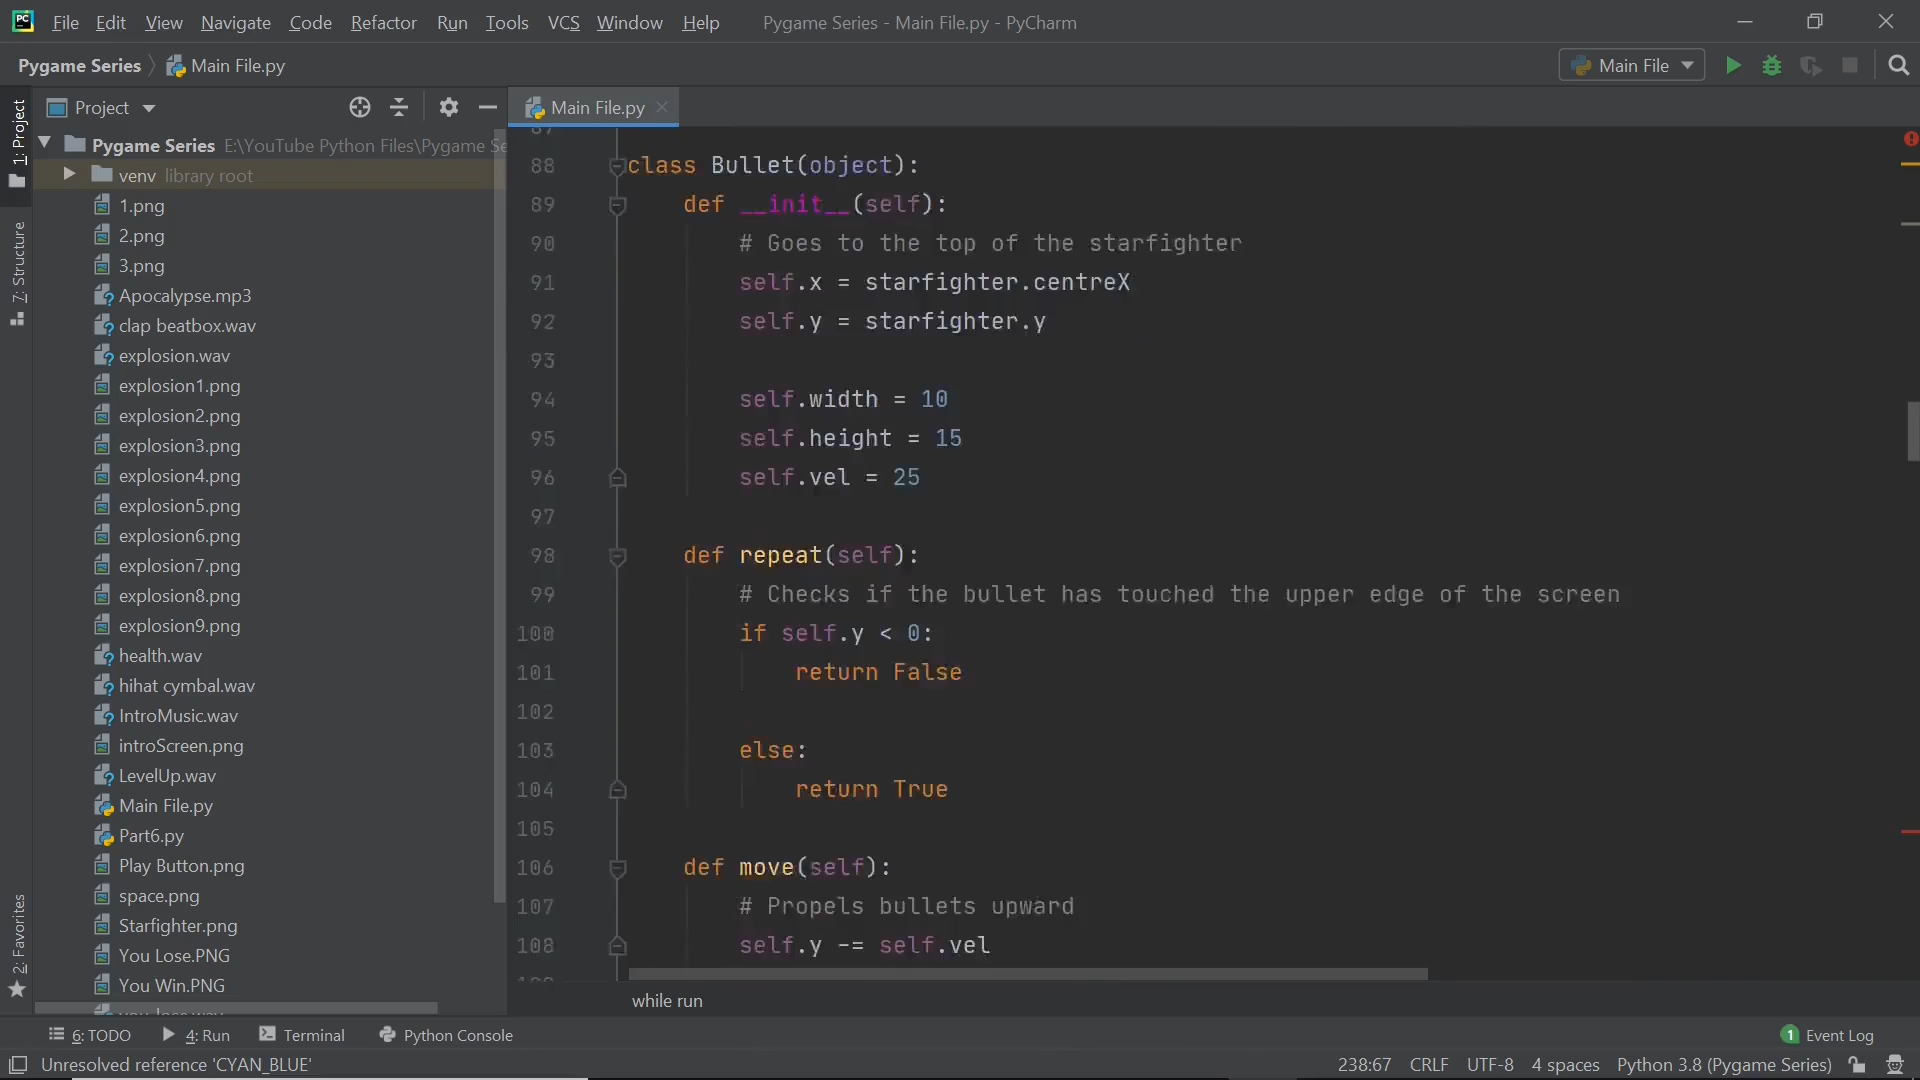 PC File Edit View Navigate Code Refactor Run Tools VCS Window Help Pygame Series - Main File.py - PyCharm
Pygame Series Main File.py Main File
Project Main File.py
1: Project
7: Structure
2: Favorites
Pygame Series E:\YouTube Python Files\Pygame Se
venv library root
1.png
2.png
3.png
Apocalypse.mp3
clap beatbox.wav
explosion.wav
explosion1.png
explosion2.png
explosion3.png
explosion4.png
explosion5.png
explosion6.png
explosion7.png
explosion8.png
explosion9.png
health.wav
hihat cymbal.wav
IntroMusic.wav
introScreen.png
LevelUp.wav
Main File.py
Part6.py
Play Button.png
space.png
Starfighter.png
You Lose.PNG
You Win.PNG
87
88 class Bullet(object):
89 def __init__(self):
90 # Goes to the top of the starfighter
91 self.x = starfighter.centreX
92 self.y = starfighter.y
93
94 self.width = 10
95 self.height = 15
96 self.vel = 25
97
98 def repeat(self):
99 # Checks if the bullet has touched the upper edge of the screen
100 if self.y < 0:
101 return False
102
103 else:
104 return True
105
106 def move(self):
107 # Propels bullets upward
108 self.y -= self.vel
while run
6: TODO 4: Run Terminal Python Console 1 Event Log
Unresolved reference 'CYAN_BLUE' 238:67 CRLF UTF-8 4 spaces Python 3.8 (Pygame Series)